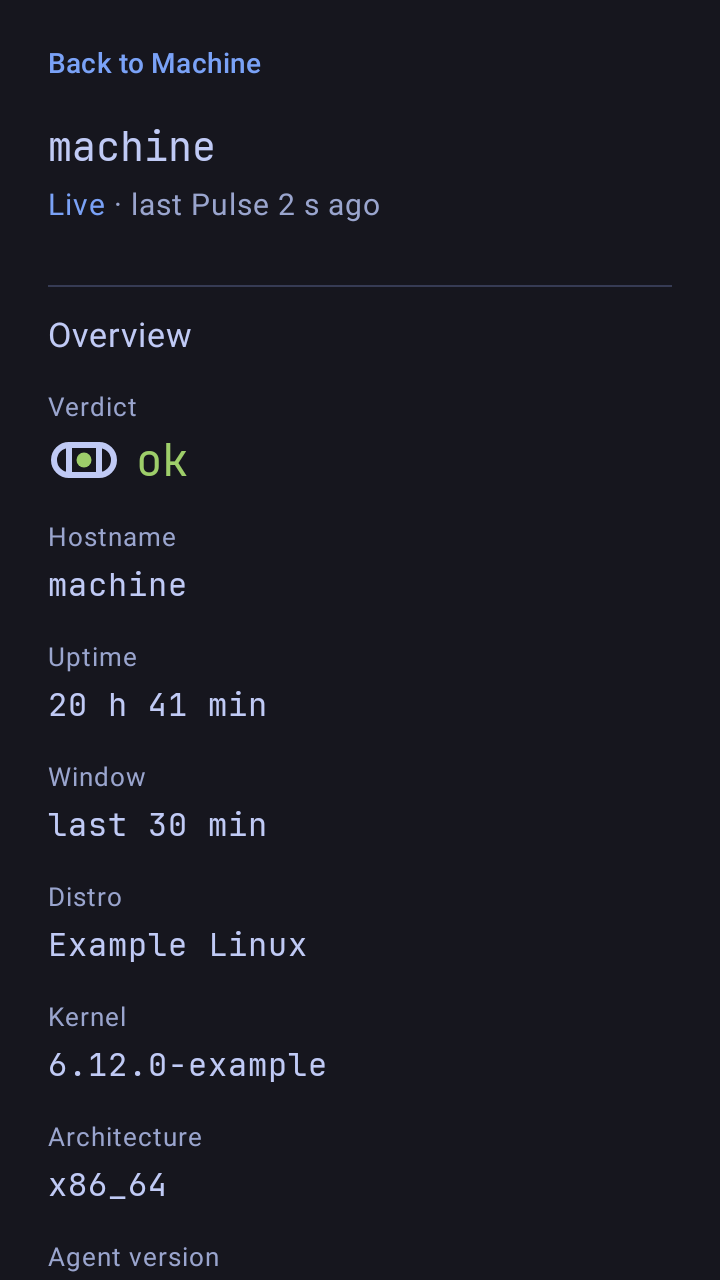 Back to Machine
machine
Live · last Pulse 2 s ago
Overview
Verdict
ok
Hostname
machine
Uptime
20 h 41 min
Window
last 30 min
Distro
Example Linux
Kernel
6.12.0-example
Architecture
x86_64
Agent version